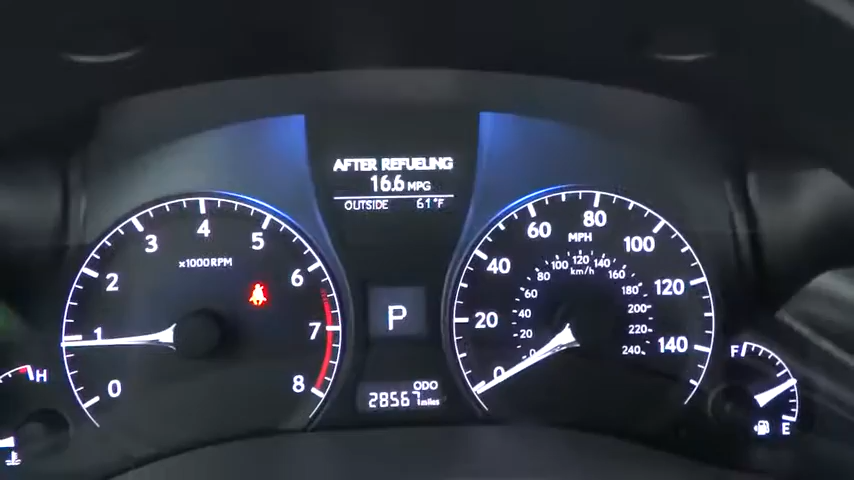 AFTER REFUELING
16.6 MPG
OUTSIDE 61°F
0 1 2 3 4 5 6 7 8
x1000RPM
P
ODO
28567 miles
0 20 40 60 80 100 120 140
MPH
0 20 40 60 80 100 120 140 160 180 200 220 240
km/h
H
F
E